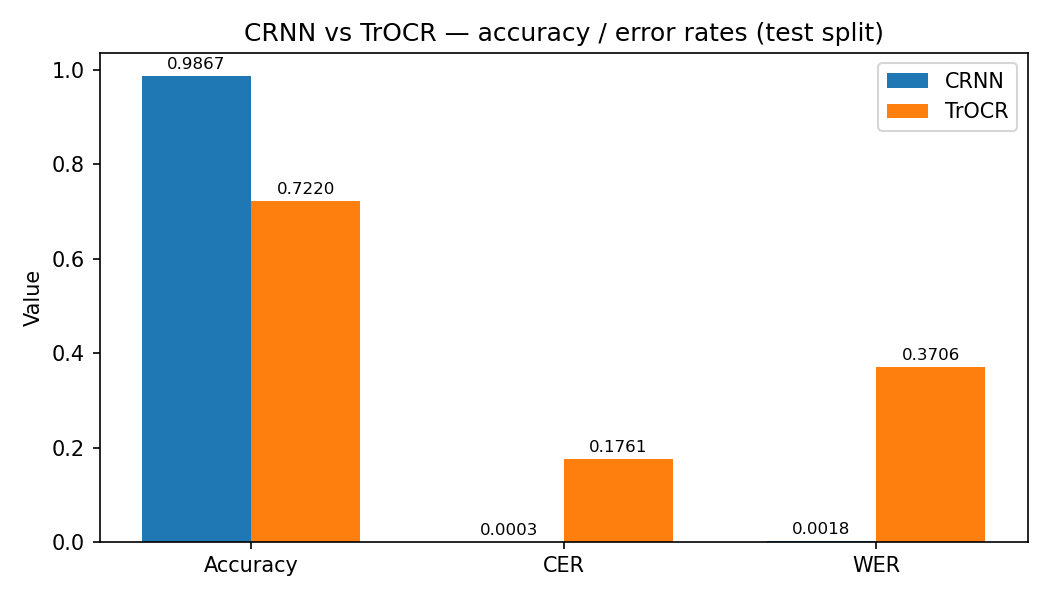 CRNN vs TrOCR — accuracy / error rates (test split)
CRNN
TrOCR
Value
1.0
0.8
0.6
0.4
0.2
0.0
0.9867
0.7220
0.0003
0.1761
0.0018
0.3706
Accuracy CER WER